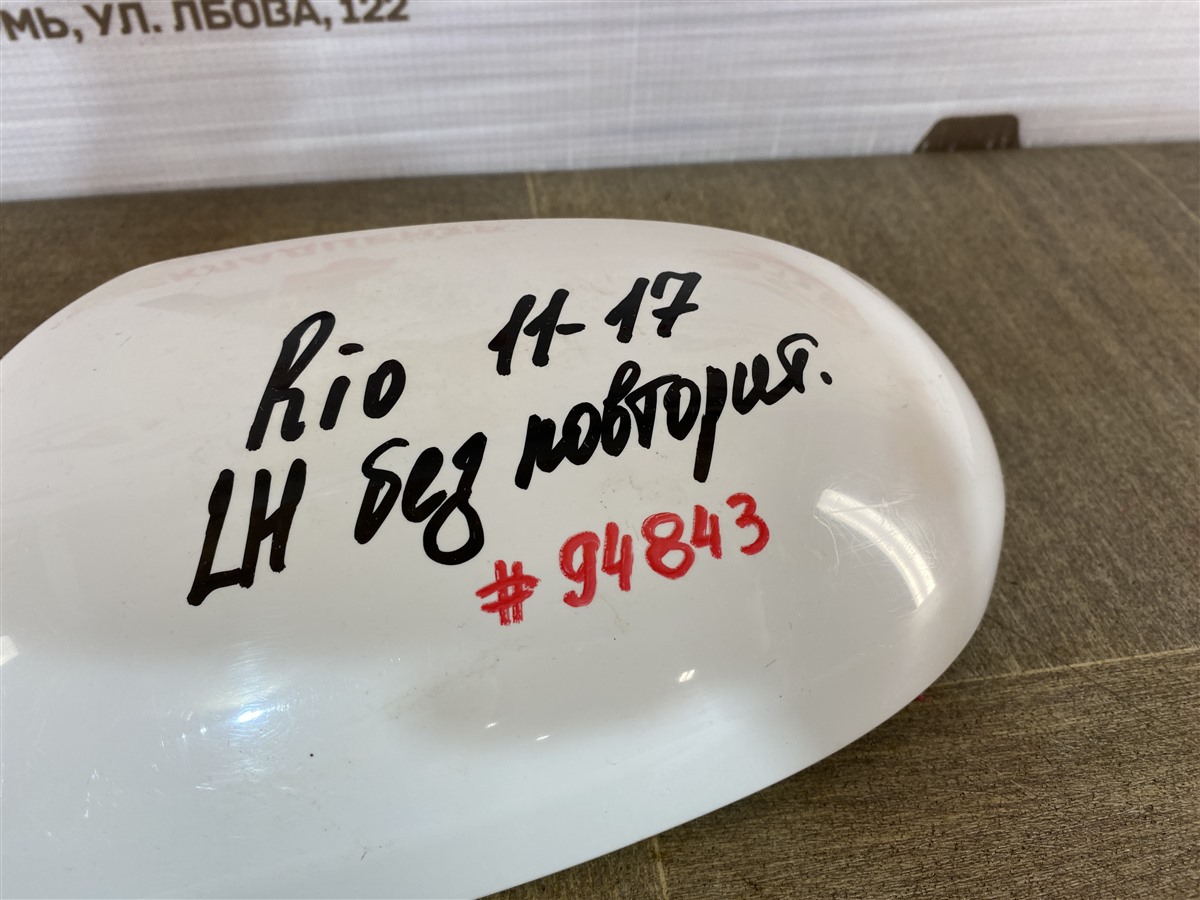 МЬ, УЛ. ЛБОВА, 122
Rio 11-17
LH без повторит.
#94843